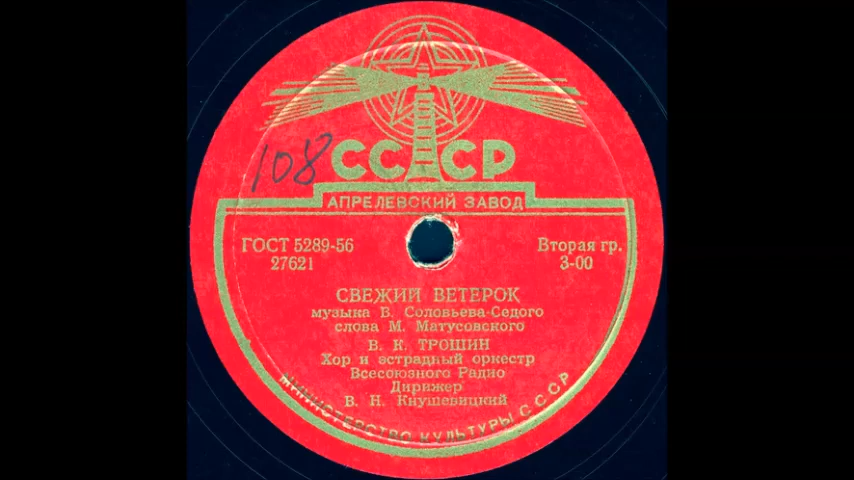 108
СССР
АПРЕЛЕВСКИЙ ЗАВОД
ГОСТ 5289-56
27621
Вторая гр.
3-00
СВЕЖИЙ ВЕТЕРОК
музыка В. Соловьева-Седого
слова М. Матусовского
В. К. ТРОШИН
Хор и эстрадный оркестр
Всесоюзного Радио
Дирижер
В. Н. Кнушевицкий
МИНИСТЕРСТВО КУЛЬТУРЫ СССР